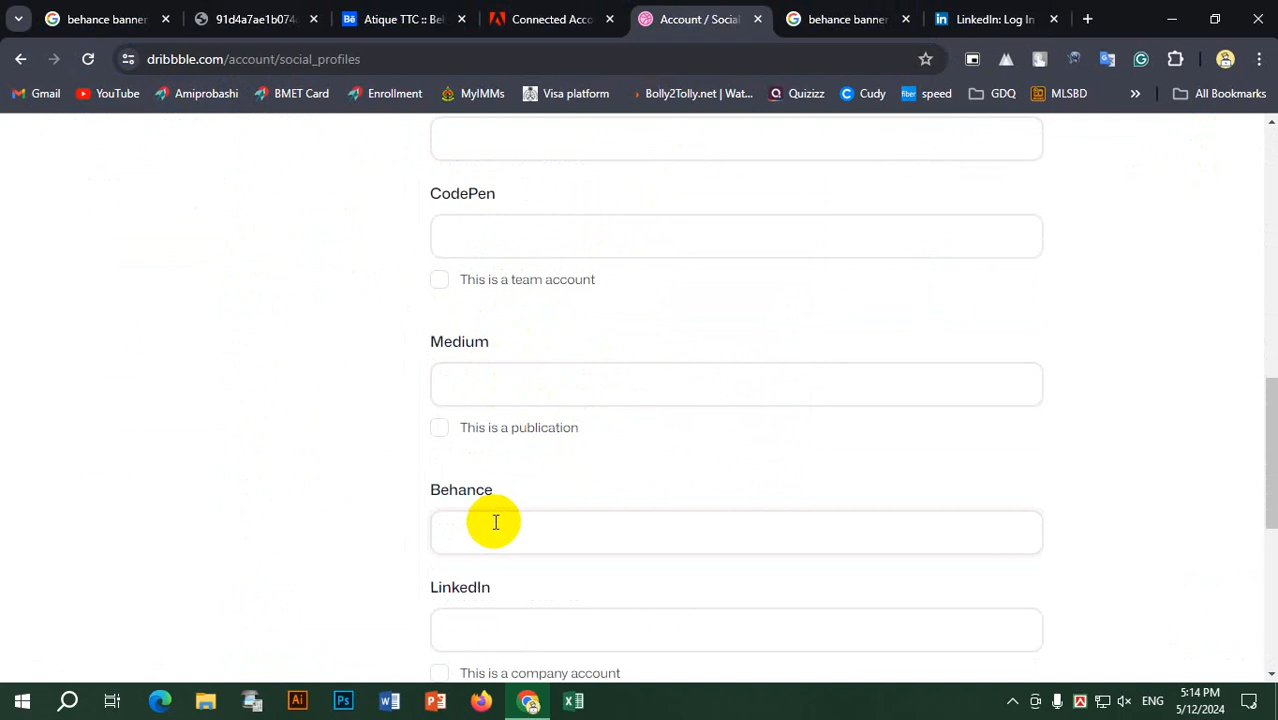 behance banner
91d4a7ae1b074
Atique TTC :: Be
Connected Acco
Account / Social
behance banner
LinkedIn: Log In
dribbble.com/account/social_profiles
Gmail
YouTube
Amiprobashi
BMET Card
Enrollment
MyIMMs
Visa platform
Bolly2Tolly.net | Wat...
Quizizz
Cudy
speed
GDQ
MLSBD
All Bookmarks
CodePen
This is a team account
Medium
This is a publication
Behance
LinkedIn
This is a company account
ENG
5:14 PM
5/12/2024